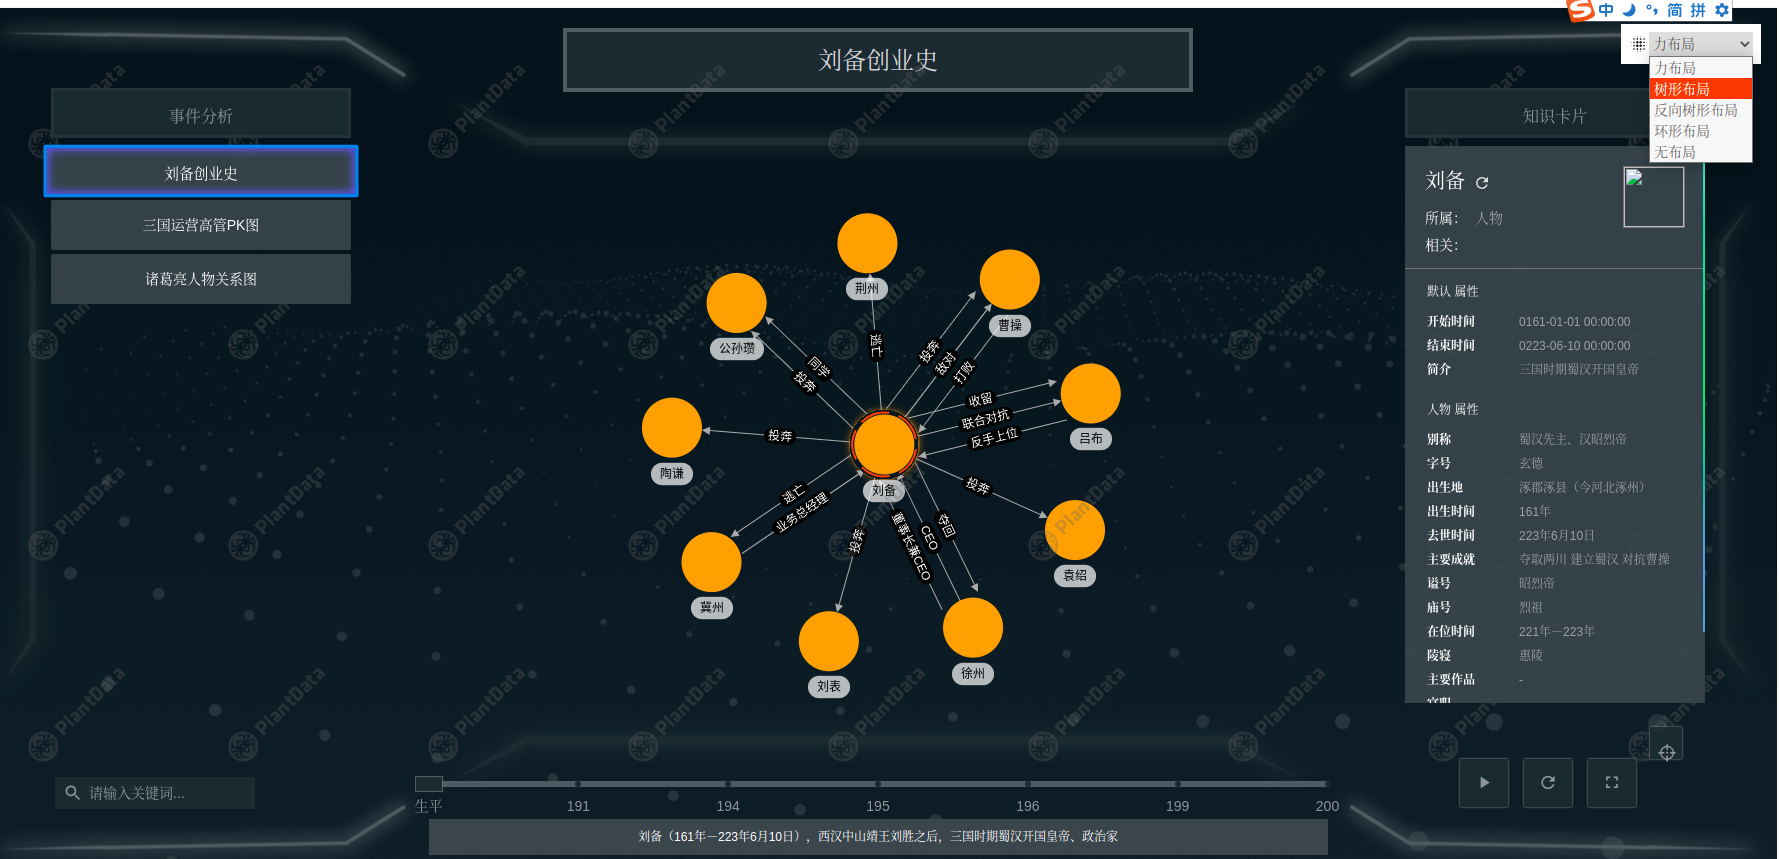 中 简 拼
刘备创业史
力布局
力布局
树形布局
反向树形布局
环形布局
无布局
事件分析
刘备创业史
三国运营高管PK图
诸葛亮人物关系图
知识卡片
刘备
所属： 人物
相关：
默认 属性
开始时间 0161-01-01 00:00:00
结束时间 0223-06-10 00:00:00
简介 三国时期蜀汉开国皇帝
人物 属性
别称 蜀汉先主、汉昭烈帝
字号 玄德
出生地 涿郡涿县（今河北涿州）
出生时间 161年
去世时间 223年6月10日
主要成就 夺取两川 建立蜀汉 对抗曹操
谥号 昭烈帝
庙号 烈祖
在位时间 221年－223年
陵寝 惠陵
主要作品 -
官职
荆州
曹操
公孙瓒
逃亡
投奔
敌对
打败
同学
投奔
收留
联合对抗
反手上位
吕布
投奔
陶谦
刘备
投奔
逃亡
业务总经理
投奔
董事长兼CEO
CEO
夺回
袁绍
冀州
刘表
徐州
请输入关键词...
生平
191
194
195
196
199
200
刘备（161年－223年6月10日），西汉中山靖王刘胜之后，三国时期蜀汉开国皇帝、政治家
PlantData